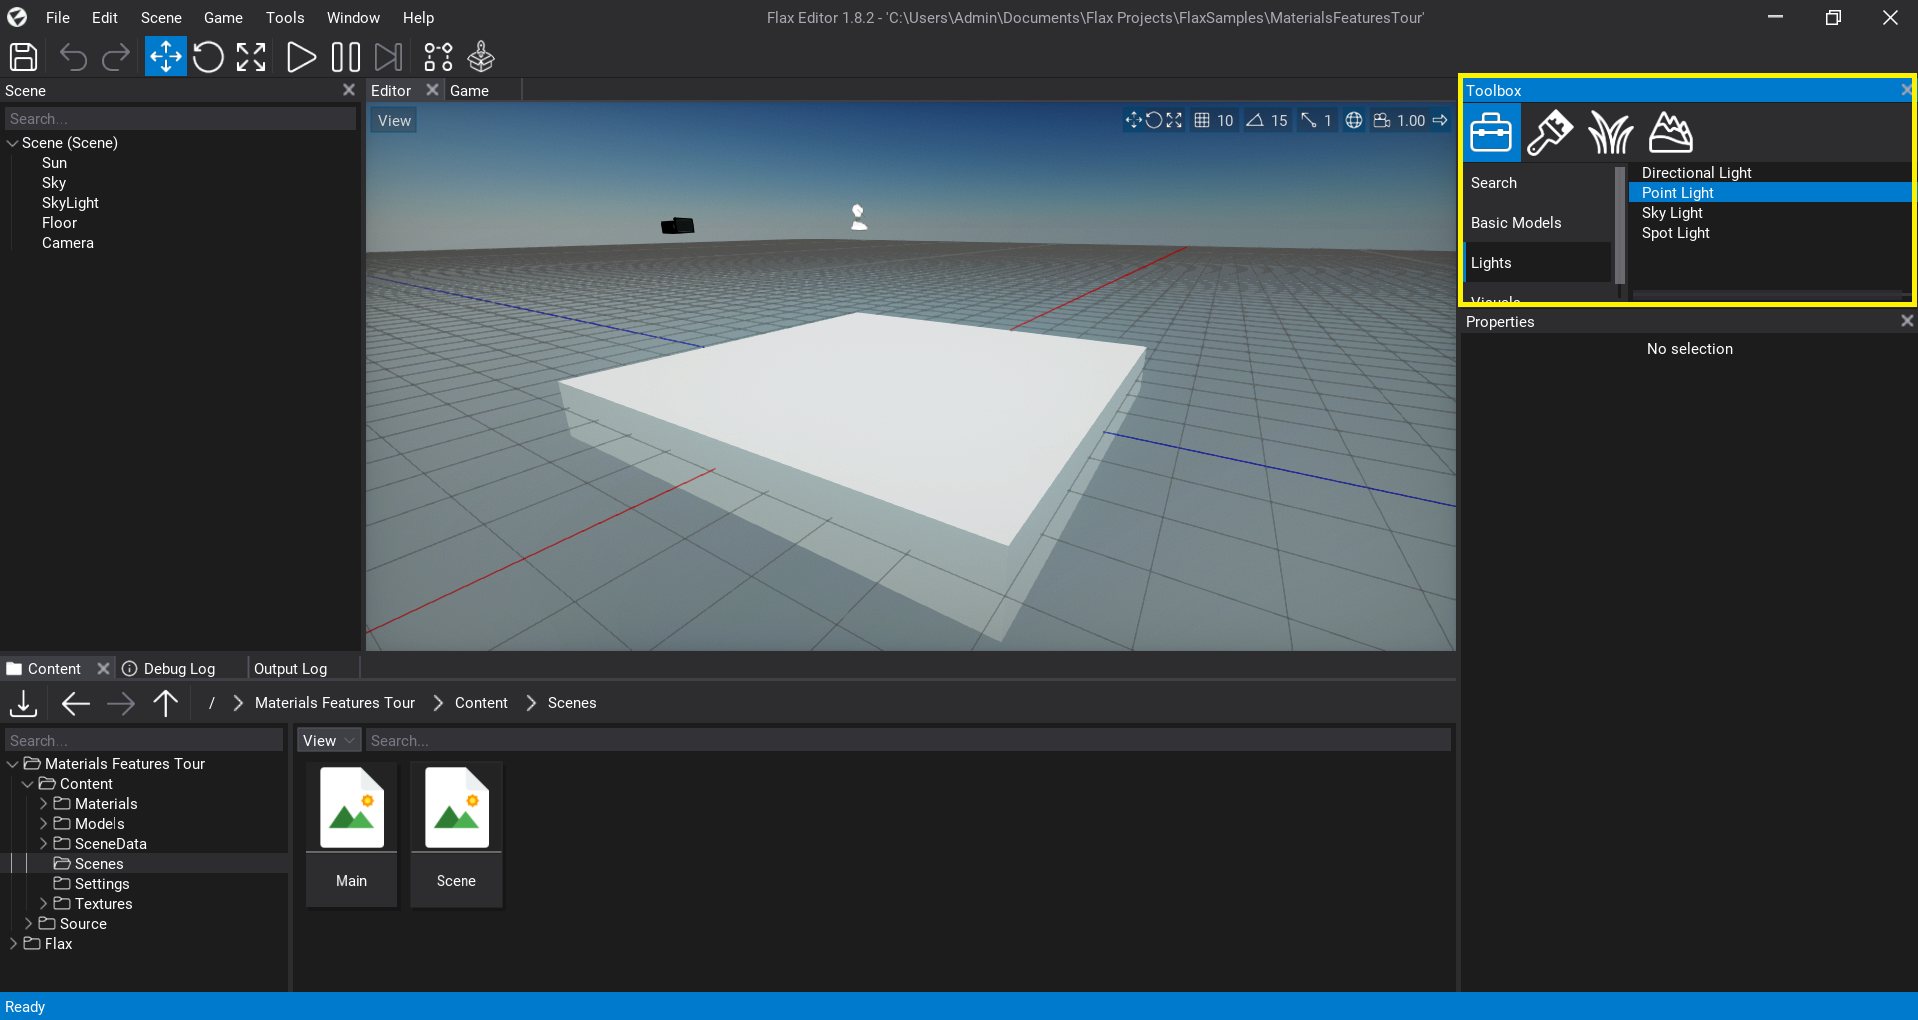 File Edit Scene Game Tools Window Help
Flax Editor 1.8.2 - 'C:\Users\Admin\Documents\Flax Projects\FlaxSamples\MaterialsFeaturesTour'
Scene
Search...
Scene (Scene)
Sun
Sky
SkyLight
Floor
Camera
Editor
Game
View
10
15
1
1.00
Toolbox
Search
Basic Models
Lights
Visuals
Directional Light
Point Light
Sky Light
Spot Light
Properties
No selection
Content
Debug Log
Output Log
/ Materials Features Tour Content Scenes
Search...
Materials Features Tour
Content
Materials
Models
SceneData
Scenes
Settings
Textures
Source
Flax
View
Search...
Main
Scene
Ready